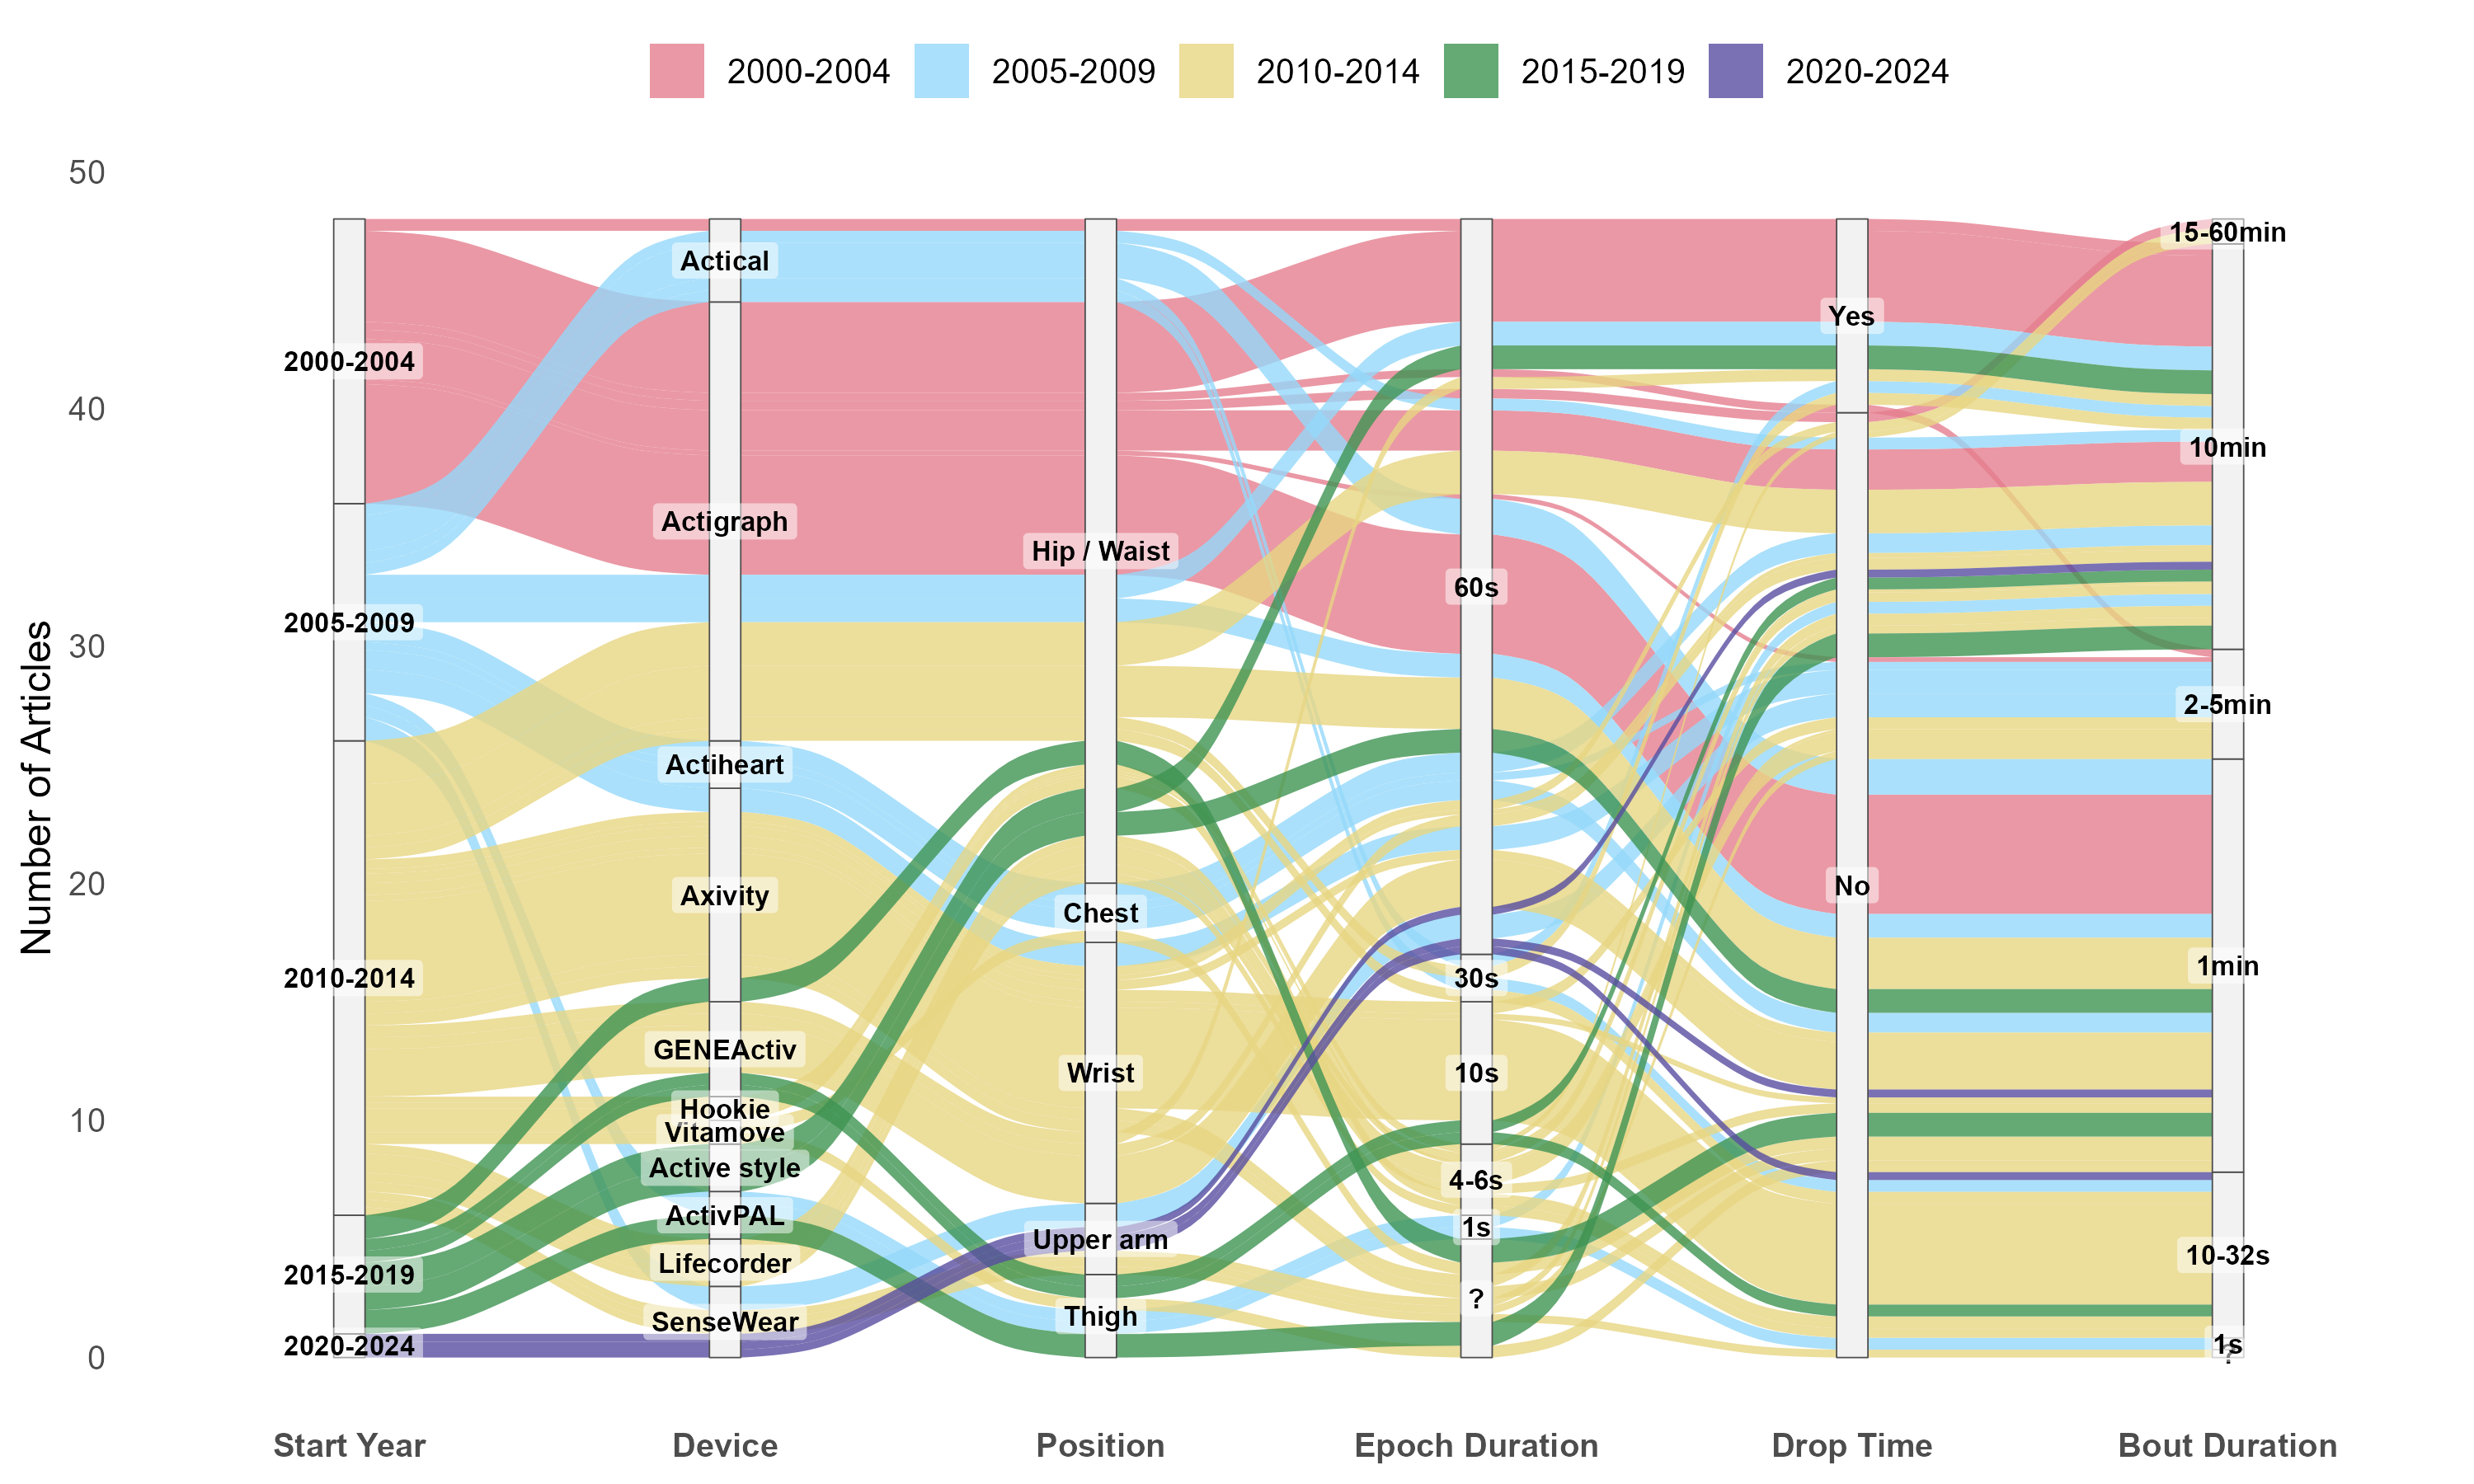 2000-2004
2005-2009
2010-2014
2015-2019
2020-2024
Number of Articles
50
40
30
20
10
0
2000-2004
2005-2009
2010-2014
2015-2019
2020-2024
Actical
Actigraph
Actiheart
Axivity
GENEActiv
Hookie
Vitamove
Active style
ActivPAL
Lifecorder
SenseWear
Hip / Waist
Chest
Wrist
Upper arm
Thigh
60s
30s
10s
4-6s
1s
?
Yes
No
15-60min
10min
2-5min
1min
10-32s
1s
?
Start Year
Device
Position
Epoch Duration
Drop Time
Bout Duration